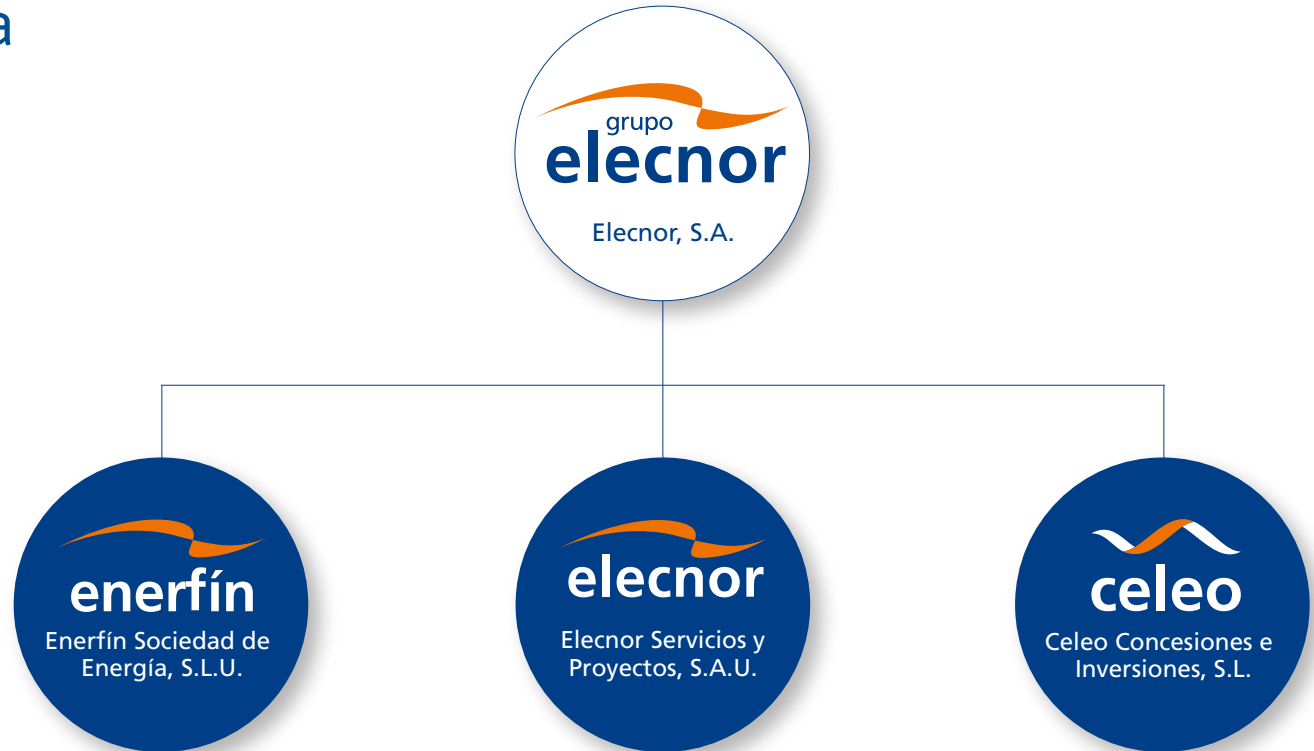 a
grupo
elecnor
Elecnor, S.A.
enerfín
Enerfín Sociedad de
Energía, S.L.U.
elecnor
Elecnor Servicios y
Proyectos, S.A.U.
celeo
Celeo Concesiones e
Inversiones, S.L.